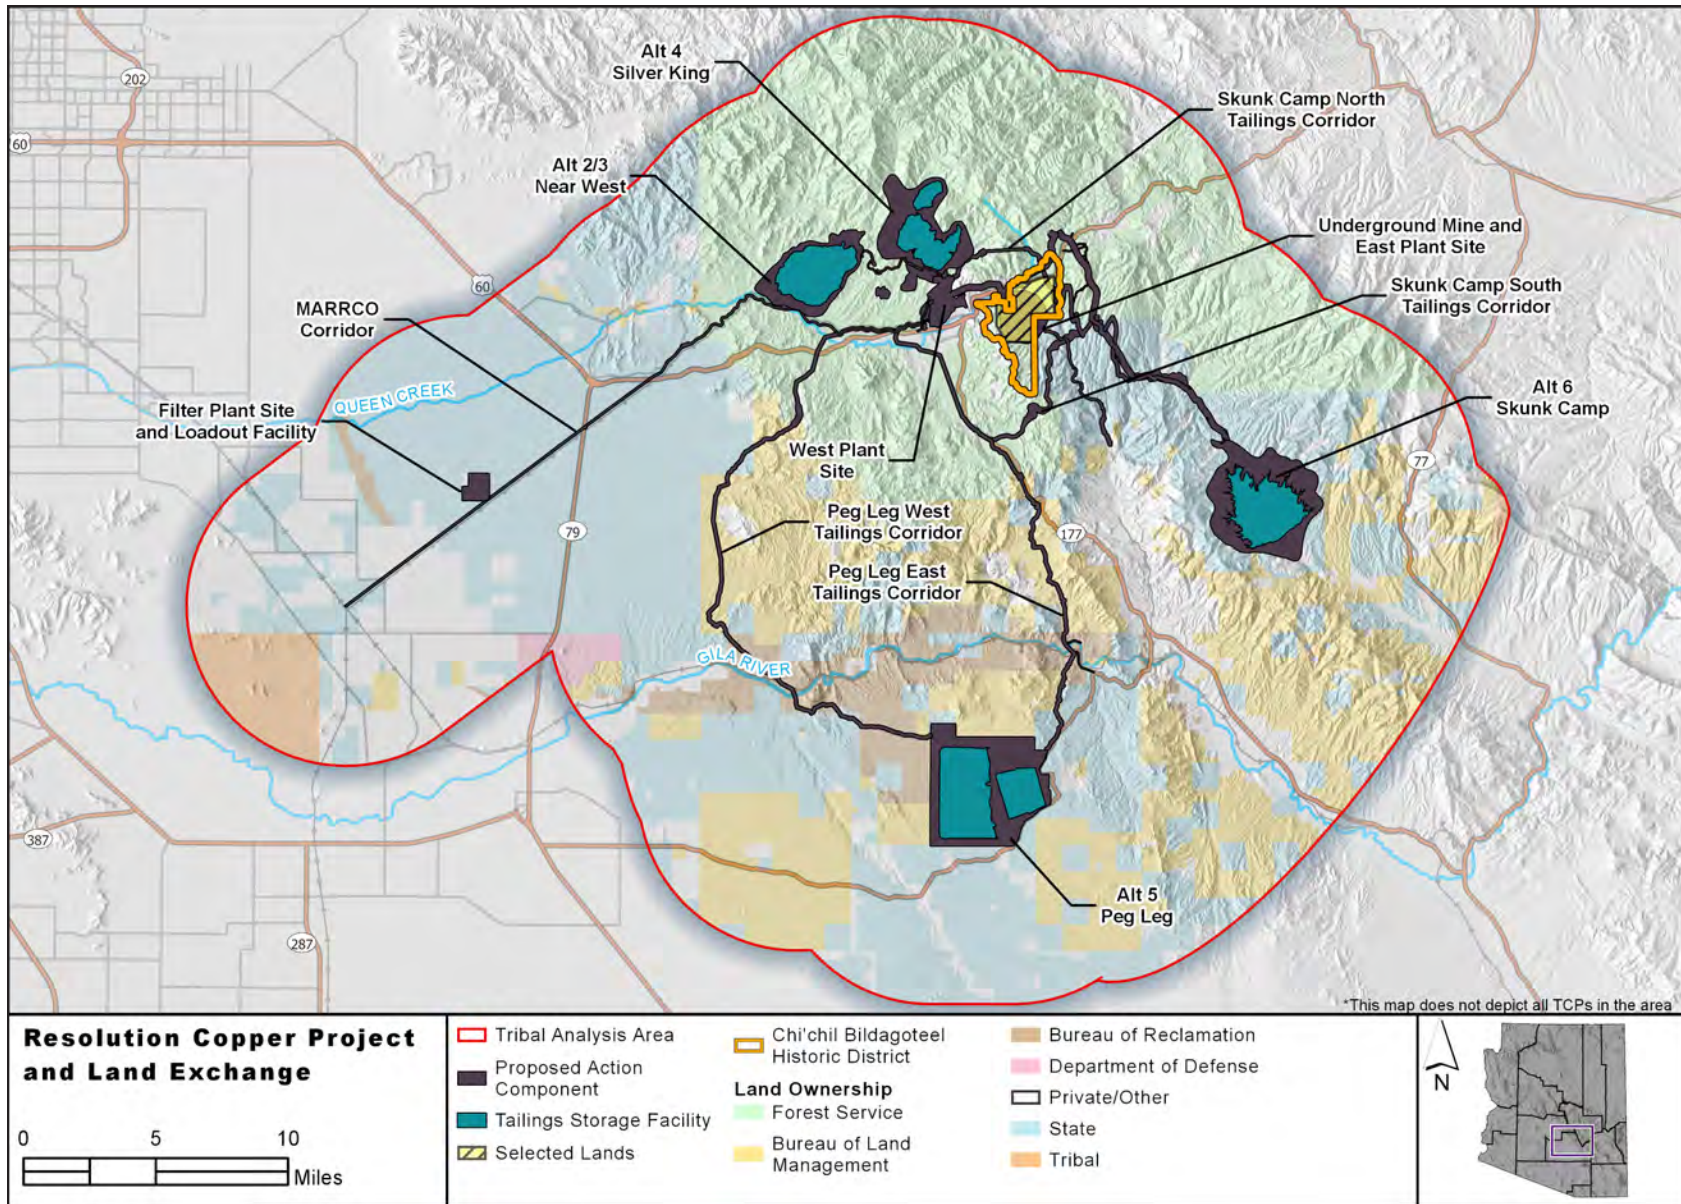 Alt 4
Silver King
202
Skunk Camp North
Tailings Corridor
60
Alt 2/3
Near West
Underground Mine and
East Plant Site
60
Skunk Camp South
Tailings Corridor
MARRCO
Corridor
QUEEN CREEK
Alt 6
Skunk Camp
Filter Plant Site
and Loadout Facility
West Plant
Site
77
Peg Leg West
Tailings Corridor
79
177
Peg Leg East
Tailings Corridor
GILA RIVER
387
Alt 5
Peg Leg
287
*This map does not depict all TCPs in the area
Resolution Copper Project
and Land Exchange
0 5 10
Miles
Tribal Analysis Area
Proposed Action
Component
Tailings Storage Facility
Selected Lands
Chi'chil Bildagoteel
Historic District
Land Ownership
Forest Service
Bureau of Land
Management
Bureau of Reclamation
Department of Defense
Private/Other
State
Tribal
N